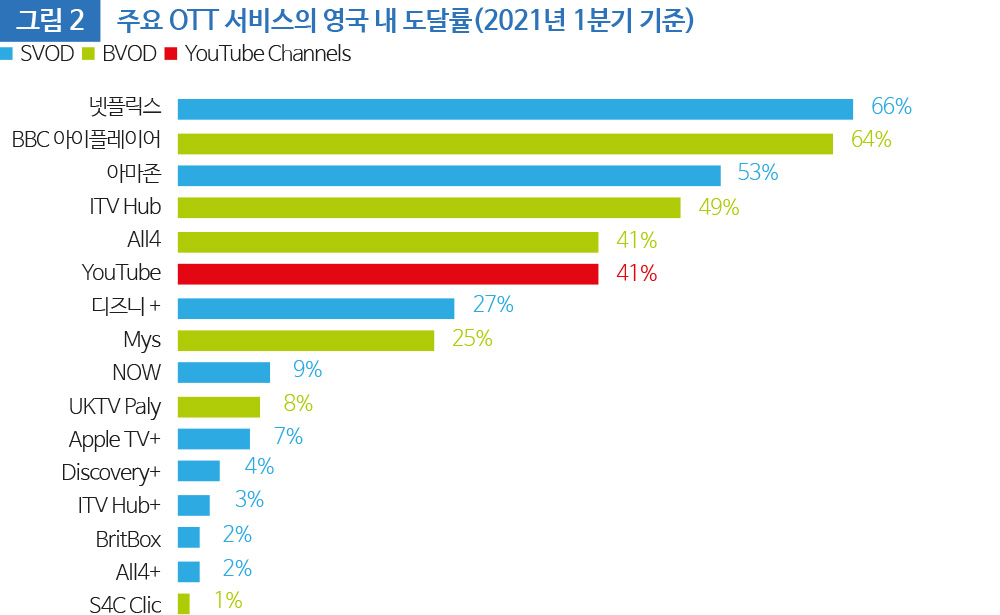 그림 2 주요 OTT 서비스의 영국 내 도달률(2021년 1분기 기준)
SVOD BVOD YouTube Channels
넷플릭스 66%
BBC 아이플레이어 64%
아마존 53%
ITV Hub 49%
All4 41%
YouTube 41%
디즈니 + 27%
Mys 25%
NOW 9%
UKTV Paly 8%
Apple TV+ 7%
Discovery+ 4%
ITV Hub+ 3%
BritBox 2%
All4+ 2%
S4C Clic 1%